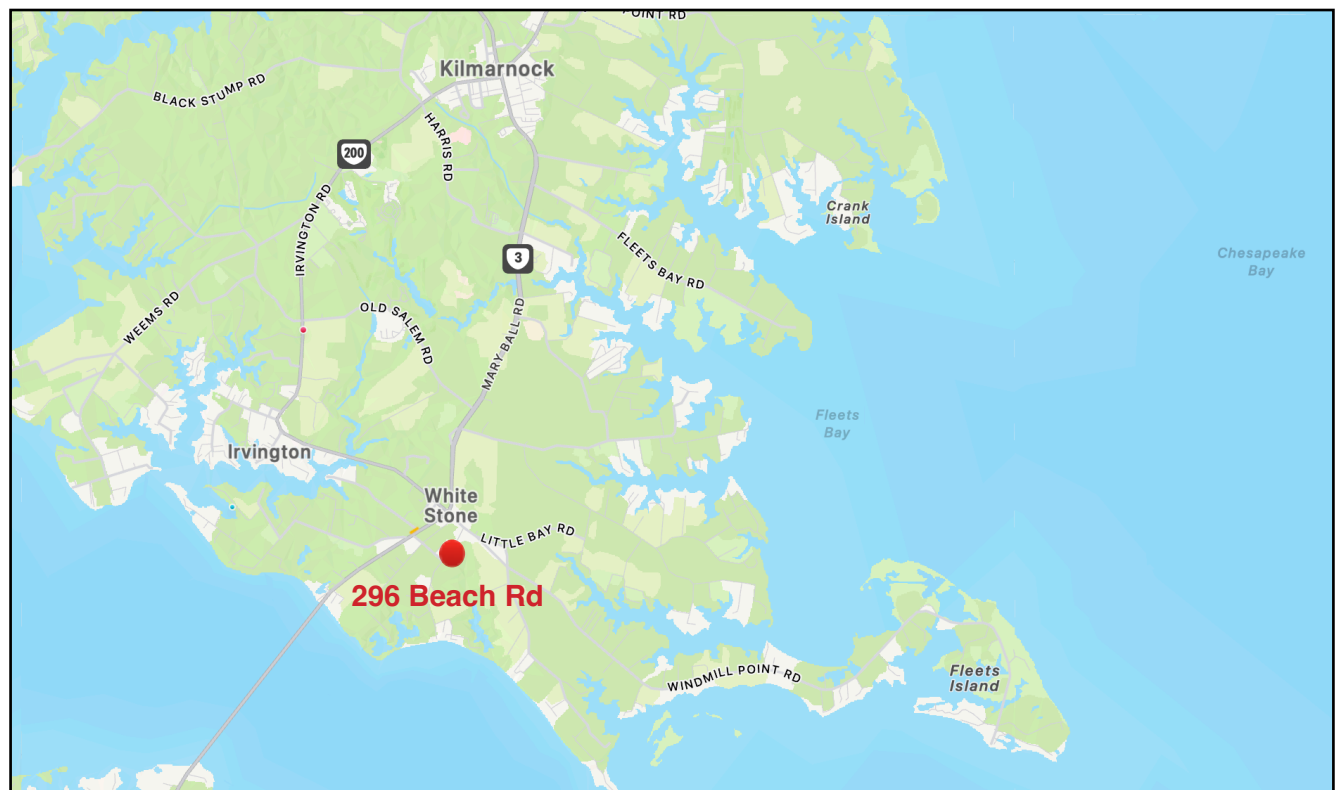 POINT RD
Kilmarnock
BLACK STUMP RD
HARRIS RD
200
IRVINGTON RD
Crank
Island
FLEETS BAY RD
3
Chesapeake
Bay
WEEMS RD
OLD SALEM RD
MARY BALL RD
Fleets
Bay
Irvington
White
Stone
LITTLE BAY RD
296 Beach Rd
WINDMILL POINT RD
Fleets
Island